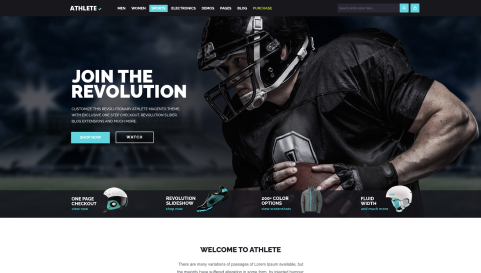 ATHLETE
MEN WOMEN SPORTS ELECTRONICS DEMOS PAGES BLOG PURCHASE
JOIN THE
REVOLUTION
CUSTOMIZE THIS REVOLUTIONARY ATHLETE MAGENTO THEME
WITH EXCLUSIVE ONE STEP CHECKOUT, REVOLUTION SLIDER,
BLOG EXTENSIONS AND MUCH MORE
SHOP NOW WATCH
ONE PAGE
CHECKOUT
view now
REVOLUTION
SLIDESHOW
shop now
200+ COLOR
OPTIONS
FLUID
WIDTH
and much more
WELCOME TO ATHLETE
There are many variations of passages of Lorem Ipsum available, but
the majority have suffered alteration in some form, by injected humour